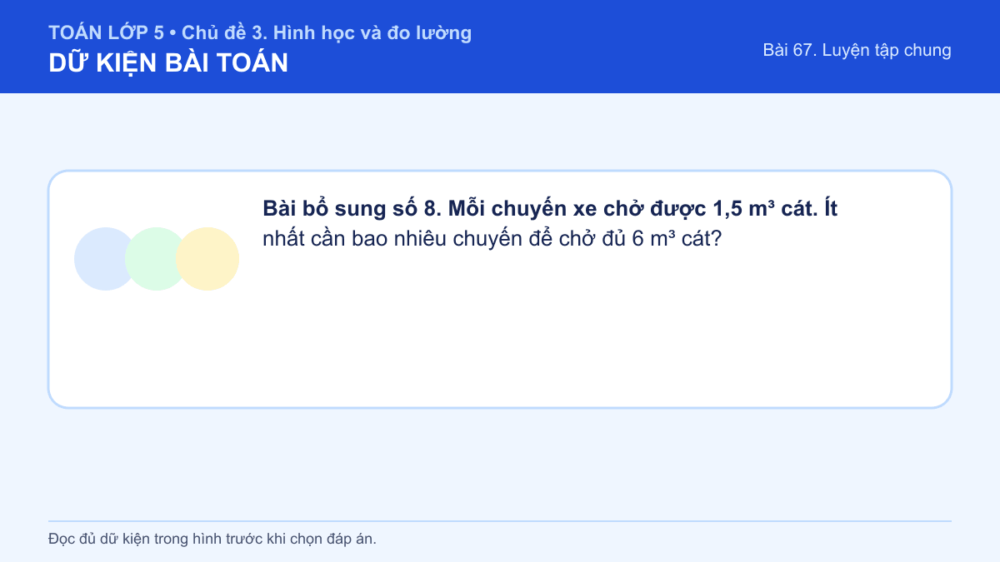 TOÁN LỚP 5 • Chủ đề 3. Hình học và đo lường
DỮ KIỆN BÀI TOÁN
Bài 67. Luyện tập chung
Bài bổ sung số 8. Mỗi chuyến xe chở được 1,5 m³ cát. Ít
nhất cần bao nhiêu chuyến để chở đủ 6 m³ cát?
Đọc đủ dữ kiện trong hình trước khi chọn đáp án.